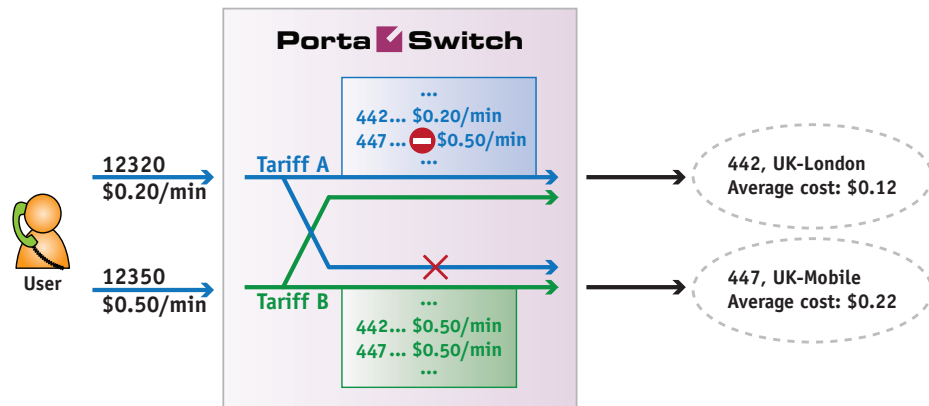 Porta Switch
...
442... $0.20/min
447... $0.50/min
...
12320
$0.20/min
Tariff A
442, UK-London
Average cost: $0.12
User
12350
$0.50/min
Tariff B
447, UK-Mobile
Average cost: $0.22
...
442... $0.50/min
447... $0.50/min
...